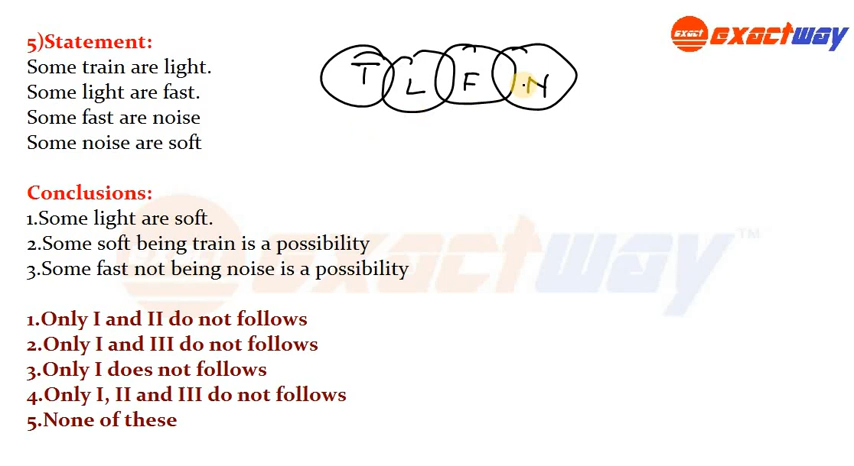 EXACT exactway
5)Statement:
Some train are light.
Some light are fast.
Some fast are noise
Some noise are soft
T L F N
Conclusions:
1.Some light are soft.
2.Some soft being train is a possibility
3.Some fast not being noise is a possibility
EXACT exactway™
1.Only I and II do not follows
2.Only I and III do not follows
3.Only I does not follows
4.Only I, II and III do not follows
5.None of these